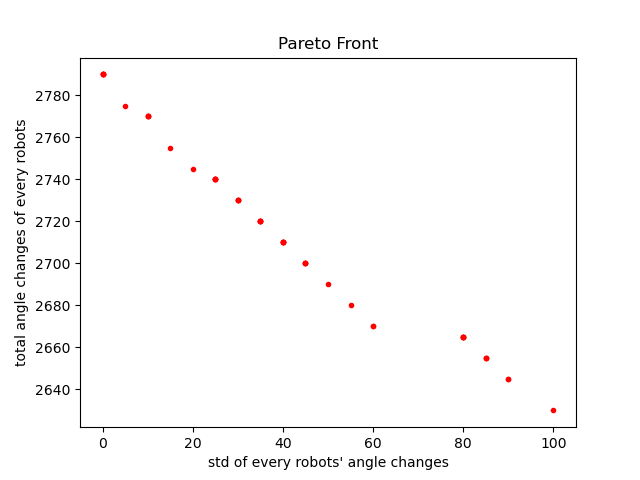 Pareto Front
total angle changes of every robots
2780
2760
2740
2720
2700
2680
2660
2640
0 20 40 60 80 100
std of every robots' angle changes